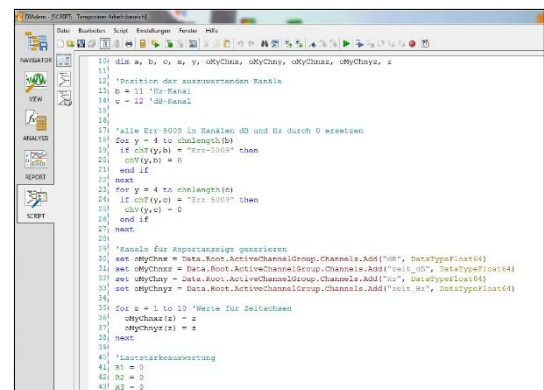 DIAdem - [SCRIPT: Temporärer Arbeitsbereich]
Datei Bearbeiten Script Einstellungen Fenster Hilfe
NAVIGATOR
VIEW
ANALYSIS
REPORT
SCRIPT
10 dim a, b, c, x, y, oMyChnx, oMyChny, oMyChnxz, oMyChnyz, z
11
12 'Position der auszuwertenden Kanäle
13 b = 11 'Hz-Kanal
14 c = 12 'dB-Kanal
15
16
17 'alle Err-5009 in Kanälen dB und Hz durch 0 ersetzen
18 for y = 4 to chnlength(b)
19 if chT(y,b) = "Err-5009" then
20 chV(y,b) = 0
21 end if
22 next
23 for y = 4 to chnlength(c)
24 if chT(y,c) = "Err-5009" then
25 chV(y,c) = 0
26 end if
27 next
28
29 'Kanäle für Reportanzeige generieren
30 set oMyChnx = Data.Root.ActiveChannelGroup.Channels.Add("dB", DataTypeFloat64)
31 set oMyChnxz = Data.Root.ActiveChannelGroup.Channels.Add("zeit_dB", DataTypeFloat64)
32 set oMyChny = Data.Root.ActiveChannelGroup.Channels.Add("Hz", DataTypeFloat64)
33 set oMyChnyz = Data.Root.ActiveChannelGroup.Channels.Add("zeit_Hz", DataTypeFloat64)
34
35 for z = 1 to 10 'Werte für Zeitachsen
36 oMyChnxz(z) = z
37 oMyChnyz(z) = z
38 next
39
40 'Lautstärkeauswertung
41 R1 = 0
42 R2 = 0
43 R3 = 0